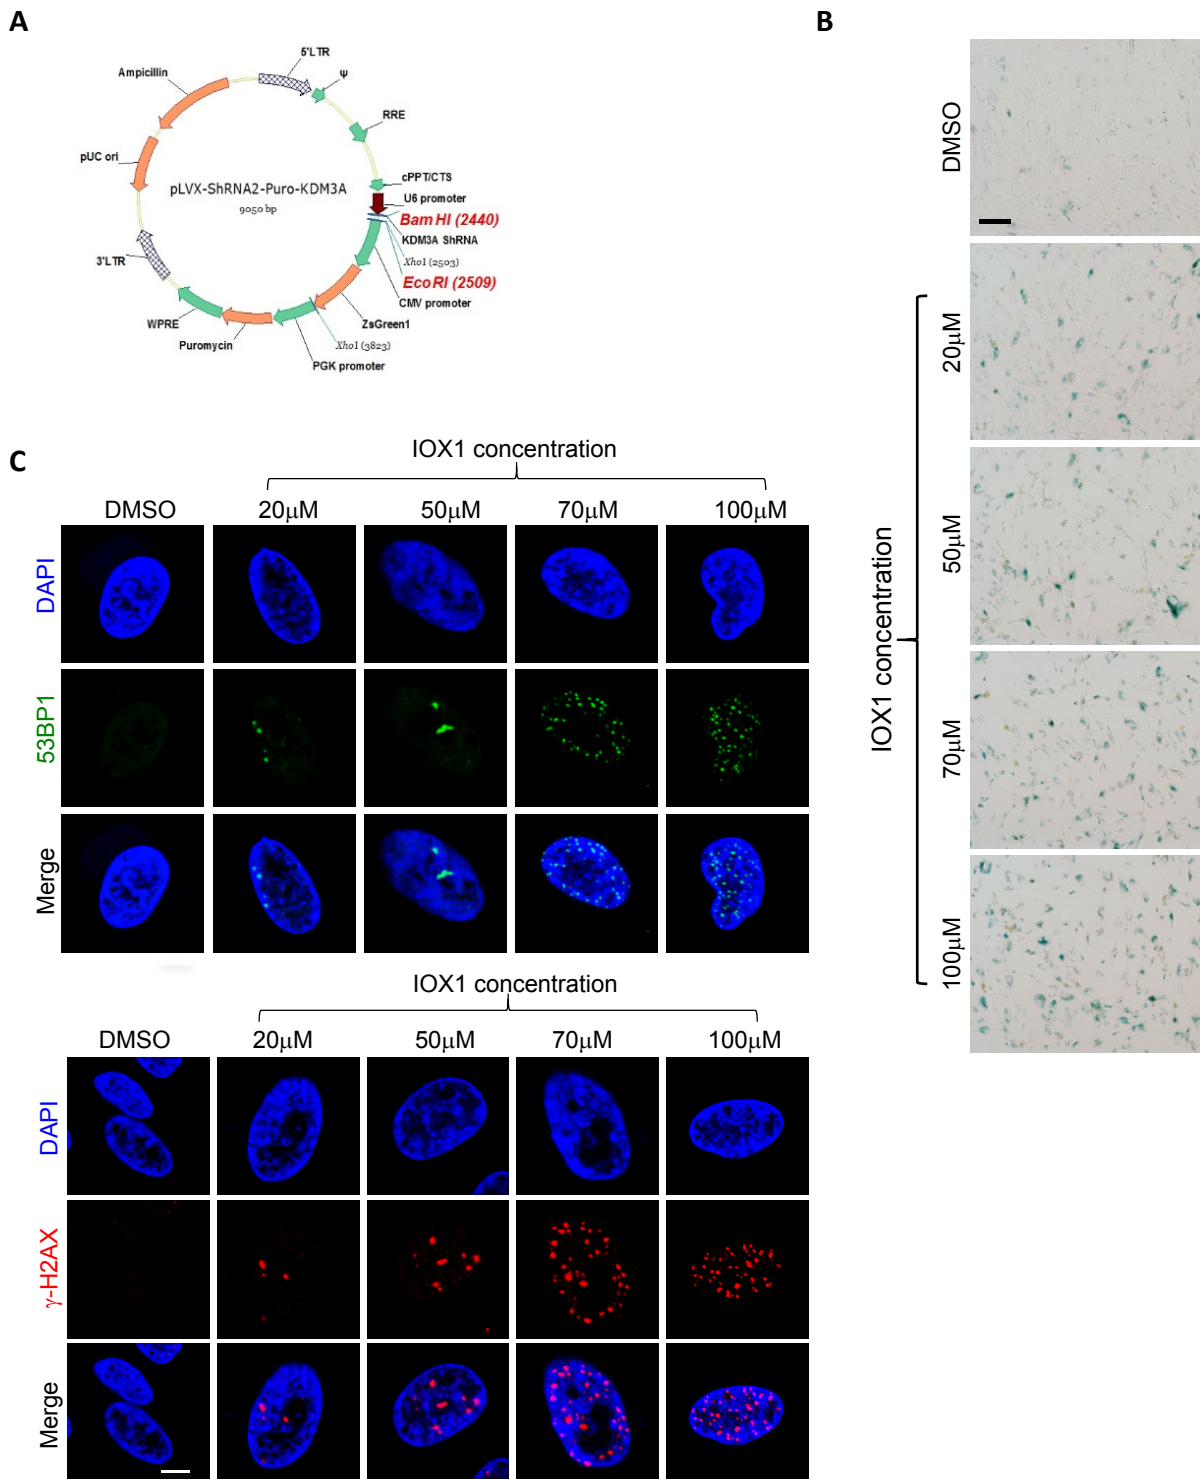 A
5'LTR
Ψ
Ampicillin
RRE
pUC ori
cPPT/CTS
pLVX-ShRNA2-Puro-KDM3A
9050 bp
U6 promoter
BamHI (2440)
KDM3A ShRNA
XhoI (2503)
EcoRI (2509)
3'LTR
CMV promoter
WPRE
ZsGreen1
Puromycin
XhoI (3823)
PGK promoter
B
DMSO
20μM
50μM
70μM
100μM
IOX1 concentration
C
IOX1 concentration
DMSO
20μM
50μM
70μM
100μM
DAPI
53BP1
Merge
IOX1 concentration
DMSO
20μM
50μM
70μM
100μM
DAPI
γ-H2AX
Merge